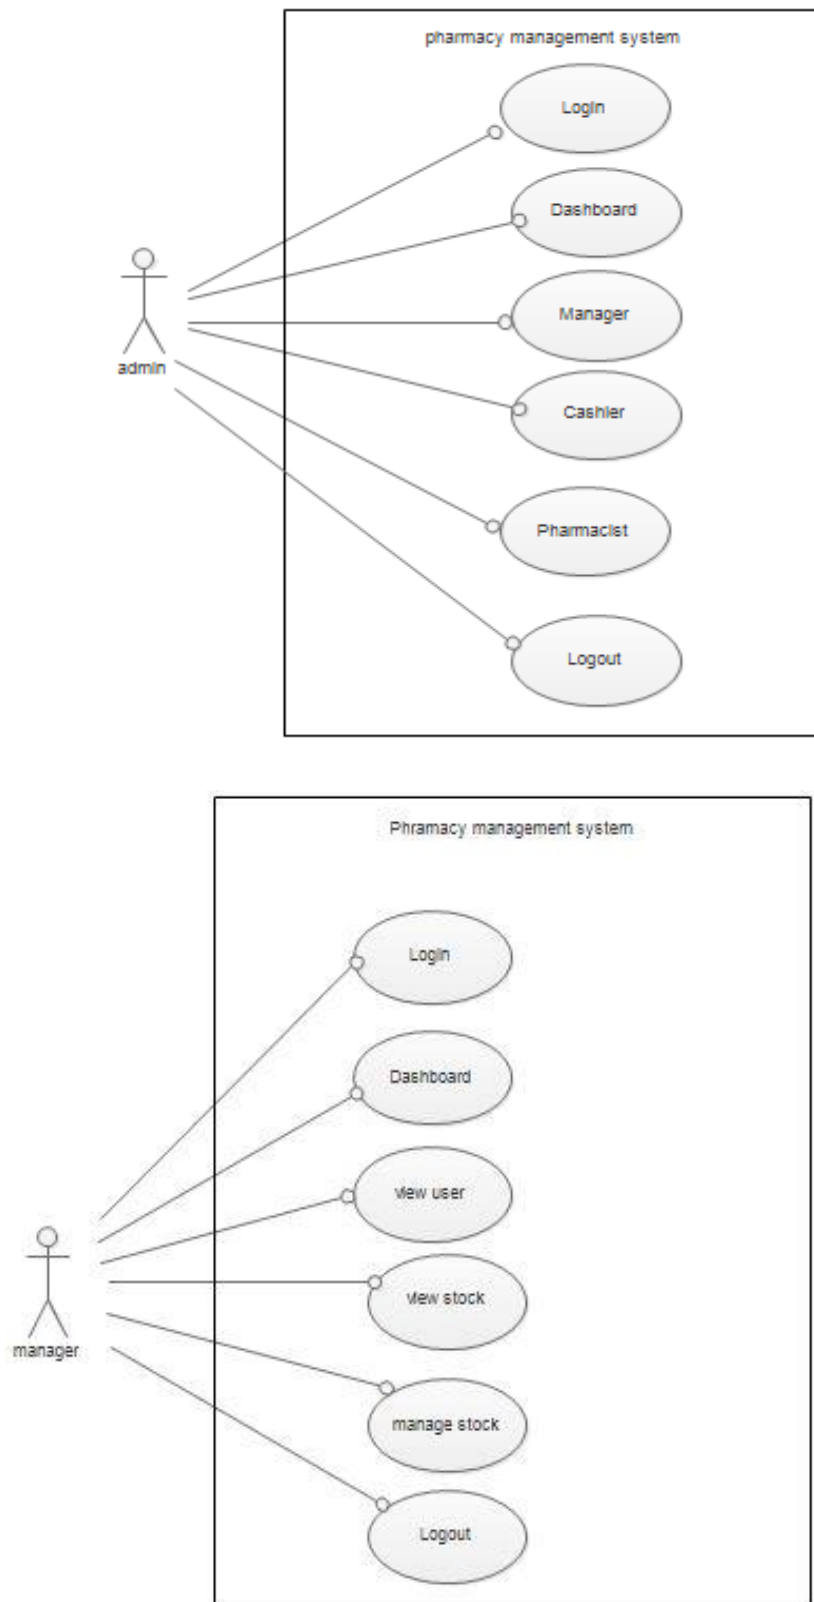 pharmacy management system
Login
Dashboard
Manager
Cashier
Pharmacist
Logout
admin
Phramacy management system
Login
Dashboard
view user
view stock
manage stock
Logout
manager